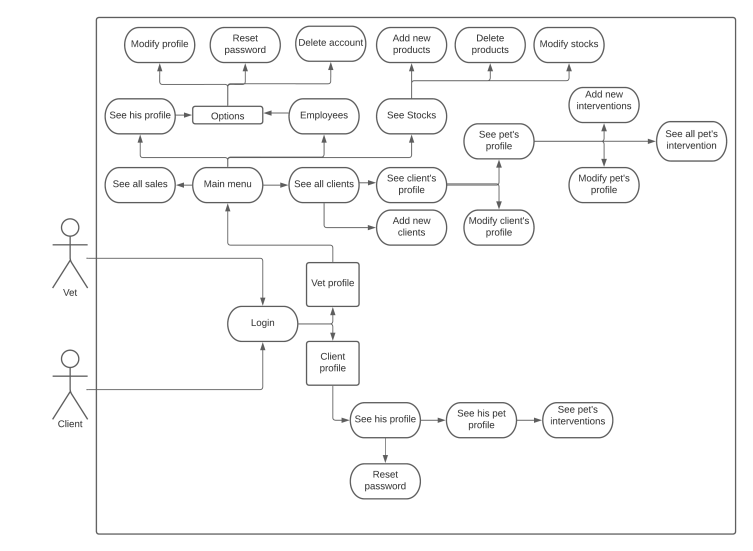 Modify profile
Reset
password
Delete account
Add new
products
Delete
products
Modify stocks
See his profile
Options
Employees
See Stocks
Add new
interventions
See pet's
profile
See all pet's
intervention
See all sales
Main menu
See all clients
See client's
profile
Modify pet's
profile
Add new
clients
Modify client's
profile
Vet
Vet profile
Login
Client
profile
Client
See his profile
See his pet
profile
See pet's
interventions
Reset
password